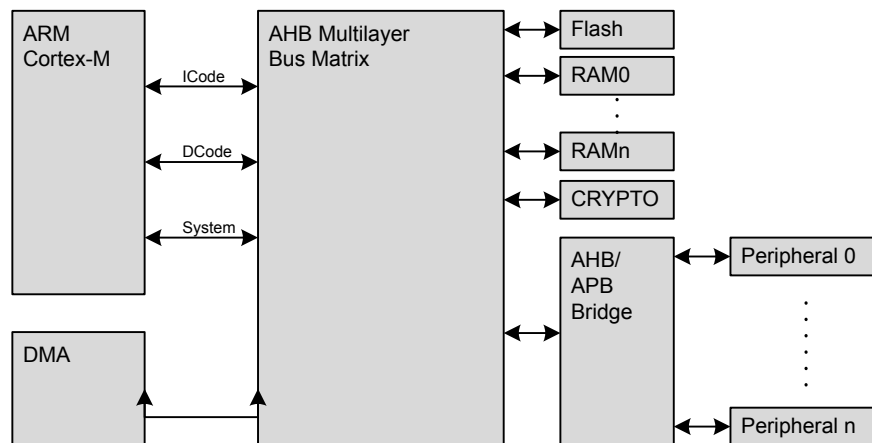 ARM
Cortex-M
AHB Multilayer
Bus Matrix
Flash
ICode
RAM0
DCode
RAMn
CRYPTO
System
AHB/
APB
Bridge
Peripheral 0
DMA
Peripheral n